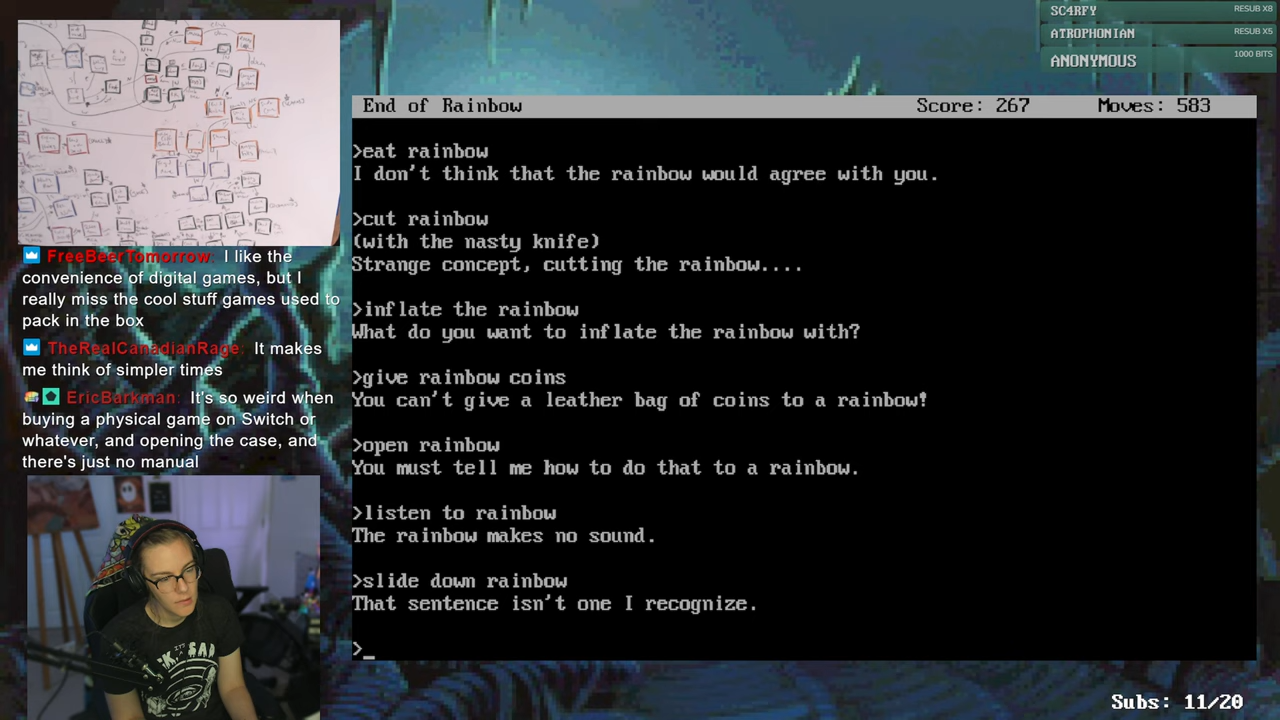 SC4RFY RESUB X8
ATROPHONIAN RESUB X5
ANONYMOUS 1000 BITS
End of Rainbow Score: 267 Moves: 583
>eat rainbow
I don't think that the rainbow would agree with you.
>cut rainbow
(with the nasty knife)
Strange concept, cutting the rainbow....
>inflate the rainbow
What do you want to inflate the rainbow with?
>give rainbow coins
You can't give a leather bag of coins to a rainbow!
>open rainbow
You must tell me how to do that to a rainbow.
>listen to rainbow
The rainbow makes no sound.
>slide down rainbow
That sentence isn't one I recognize.
>_
FreeBeerTomorrow: I like the
convenience of digital games, but I
really miss the cool stuff games used to
pack in the box
TheRealCanadianRage: It makes
me think of simpler times
EricBarkman: It's so weird when
buying a physical game on Switch or
whatever, and opening the case, and
there's just no manual
Subs: 11/20